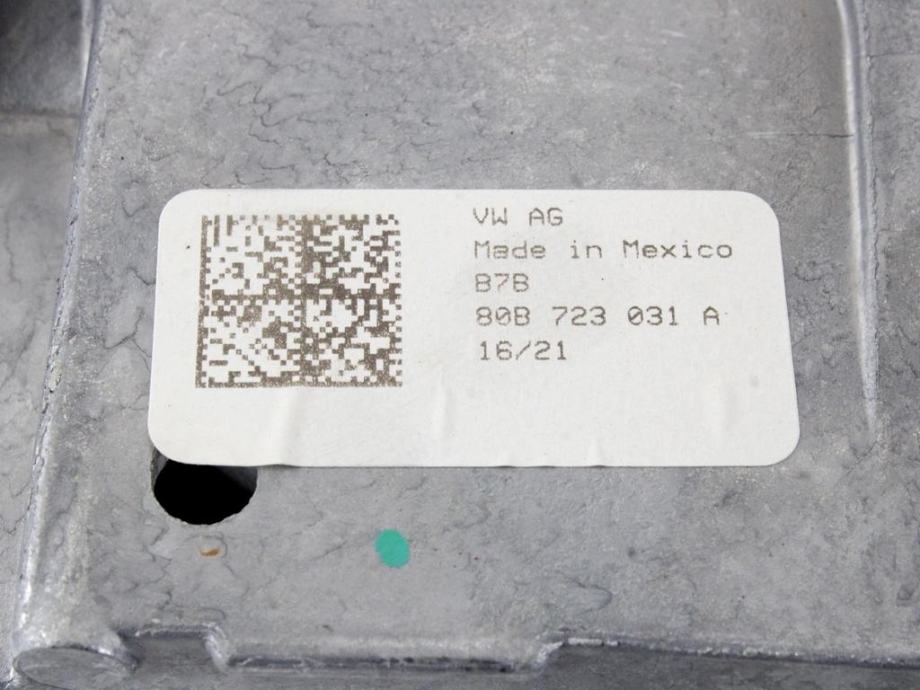 VW AG
Made in Mexico
B7B
80B 723 031 A
16/21